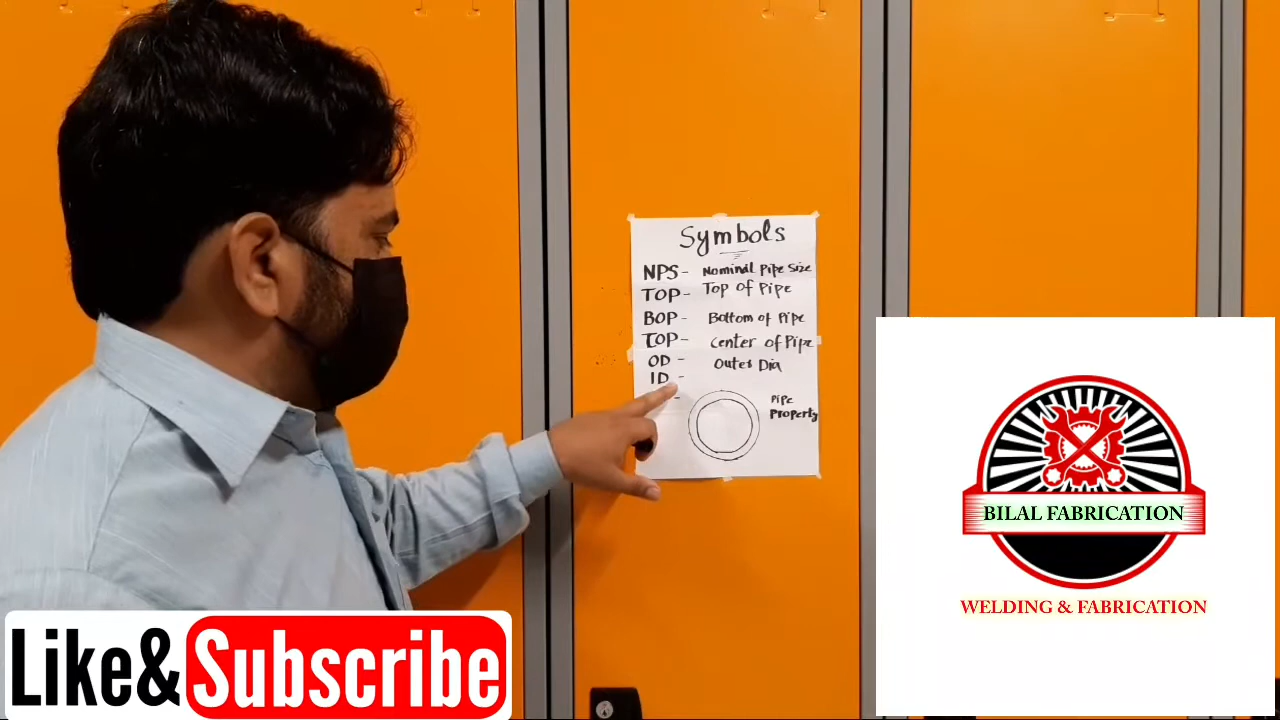 Symbols
NPS - Nominal Pipe Size
TOP - Top of Pipe
BOP - Bottom of Pipe
COP - Center of Pipe
OD - Outer Dia
ID -
-
Pipe
Property
BILAL FABRICATION
WELDING & FABRICATION
Like& Subscribe